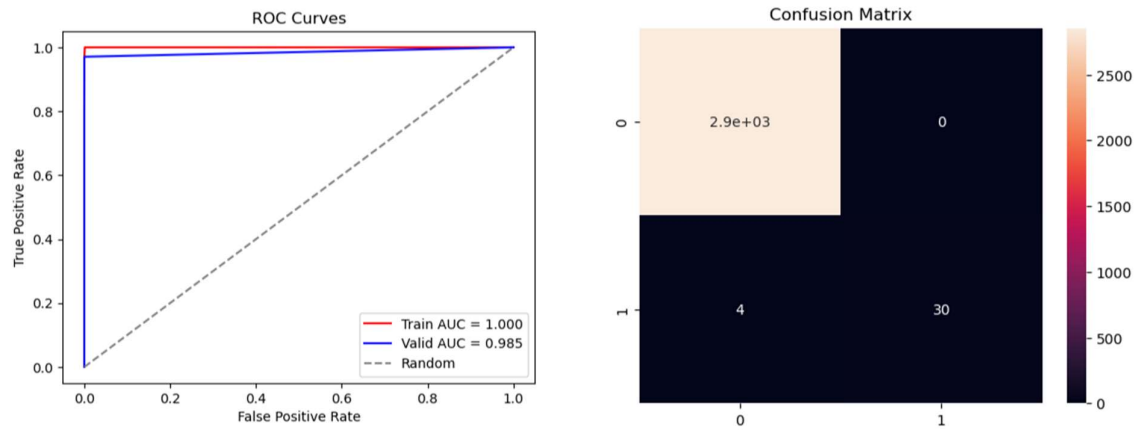 ROC Curves
True Positive Rate
1.0
0.8
0.6
0.4
0.2
0.0
Train AUC = 1.000
Valid AUC = 0.985
Random
0.0 0.2 0.4 0.6 0.8 1.0
False Positive Rate
Confusion Matrix
0 2.9e+03 0
1 4 30
0 1
2500
2000
1500
1000
500
0